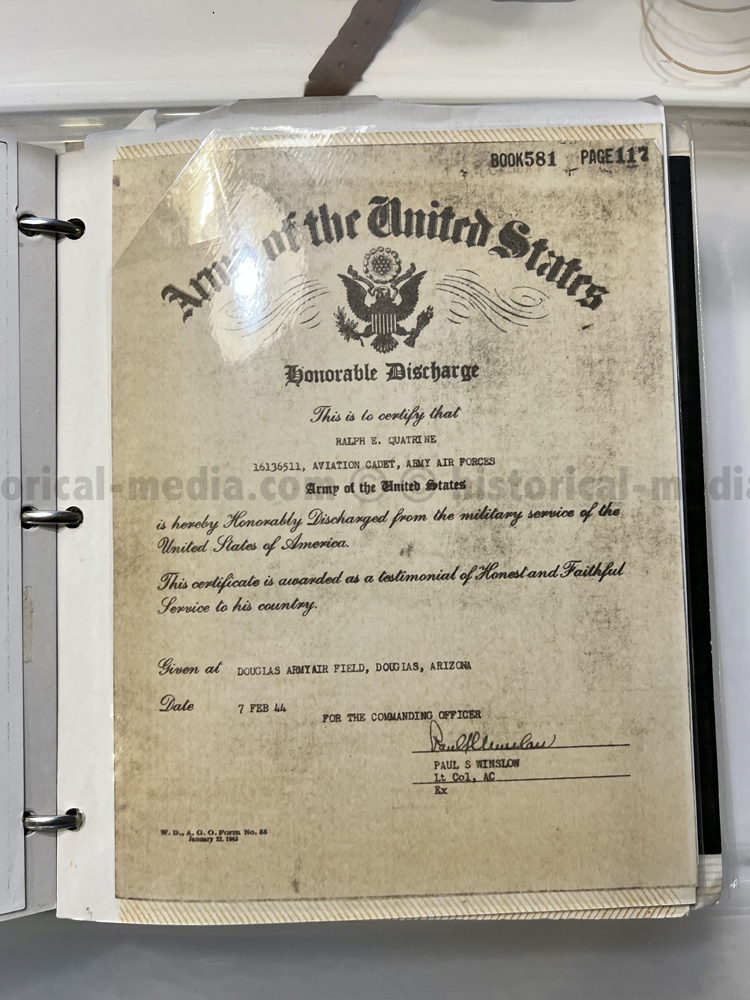 BOOK581 PAGE117
Army of the United States
Honorable Discharge
This is to certify that
RALPH E. QUATRINE
16136511, AVIATION CADET, ARMY AIR FORCES
Army of the United States
orical-media.co historical-media
is hereby Honorably Discharged from the military service of the
United States of America.
This certificate is awarded as a testimonial of Honest and Faithful
Service to his country.
Given at DOUGLAS ARMYAIR FIELD, DOUGLAS, ARIZONA
Date 7 FEB 44
FOR THE COMMANDING OFFICER
PAUL S WINSLOW
Lt Col, AC
Ex
W. D., A. G. O. Form No. 55
January 22, 1943